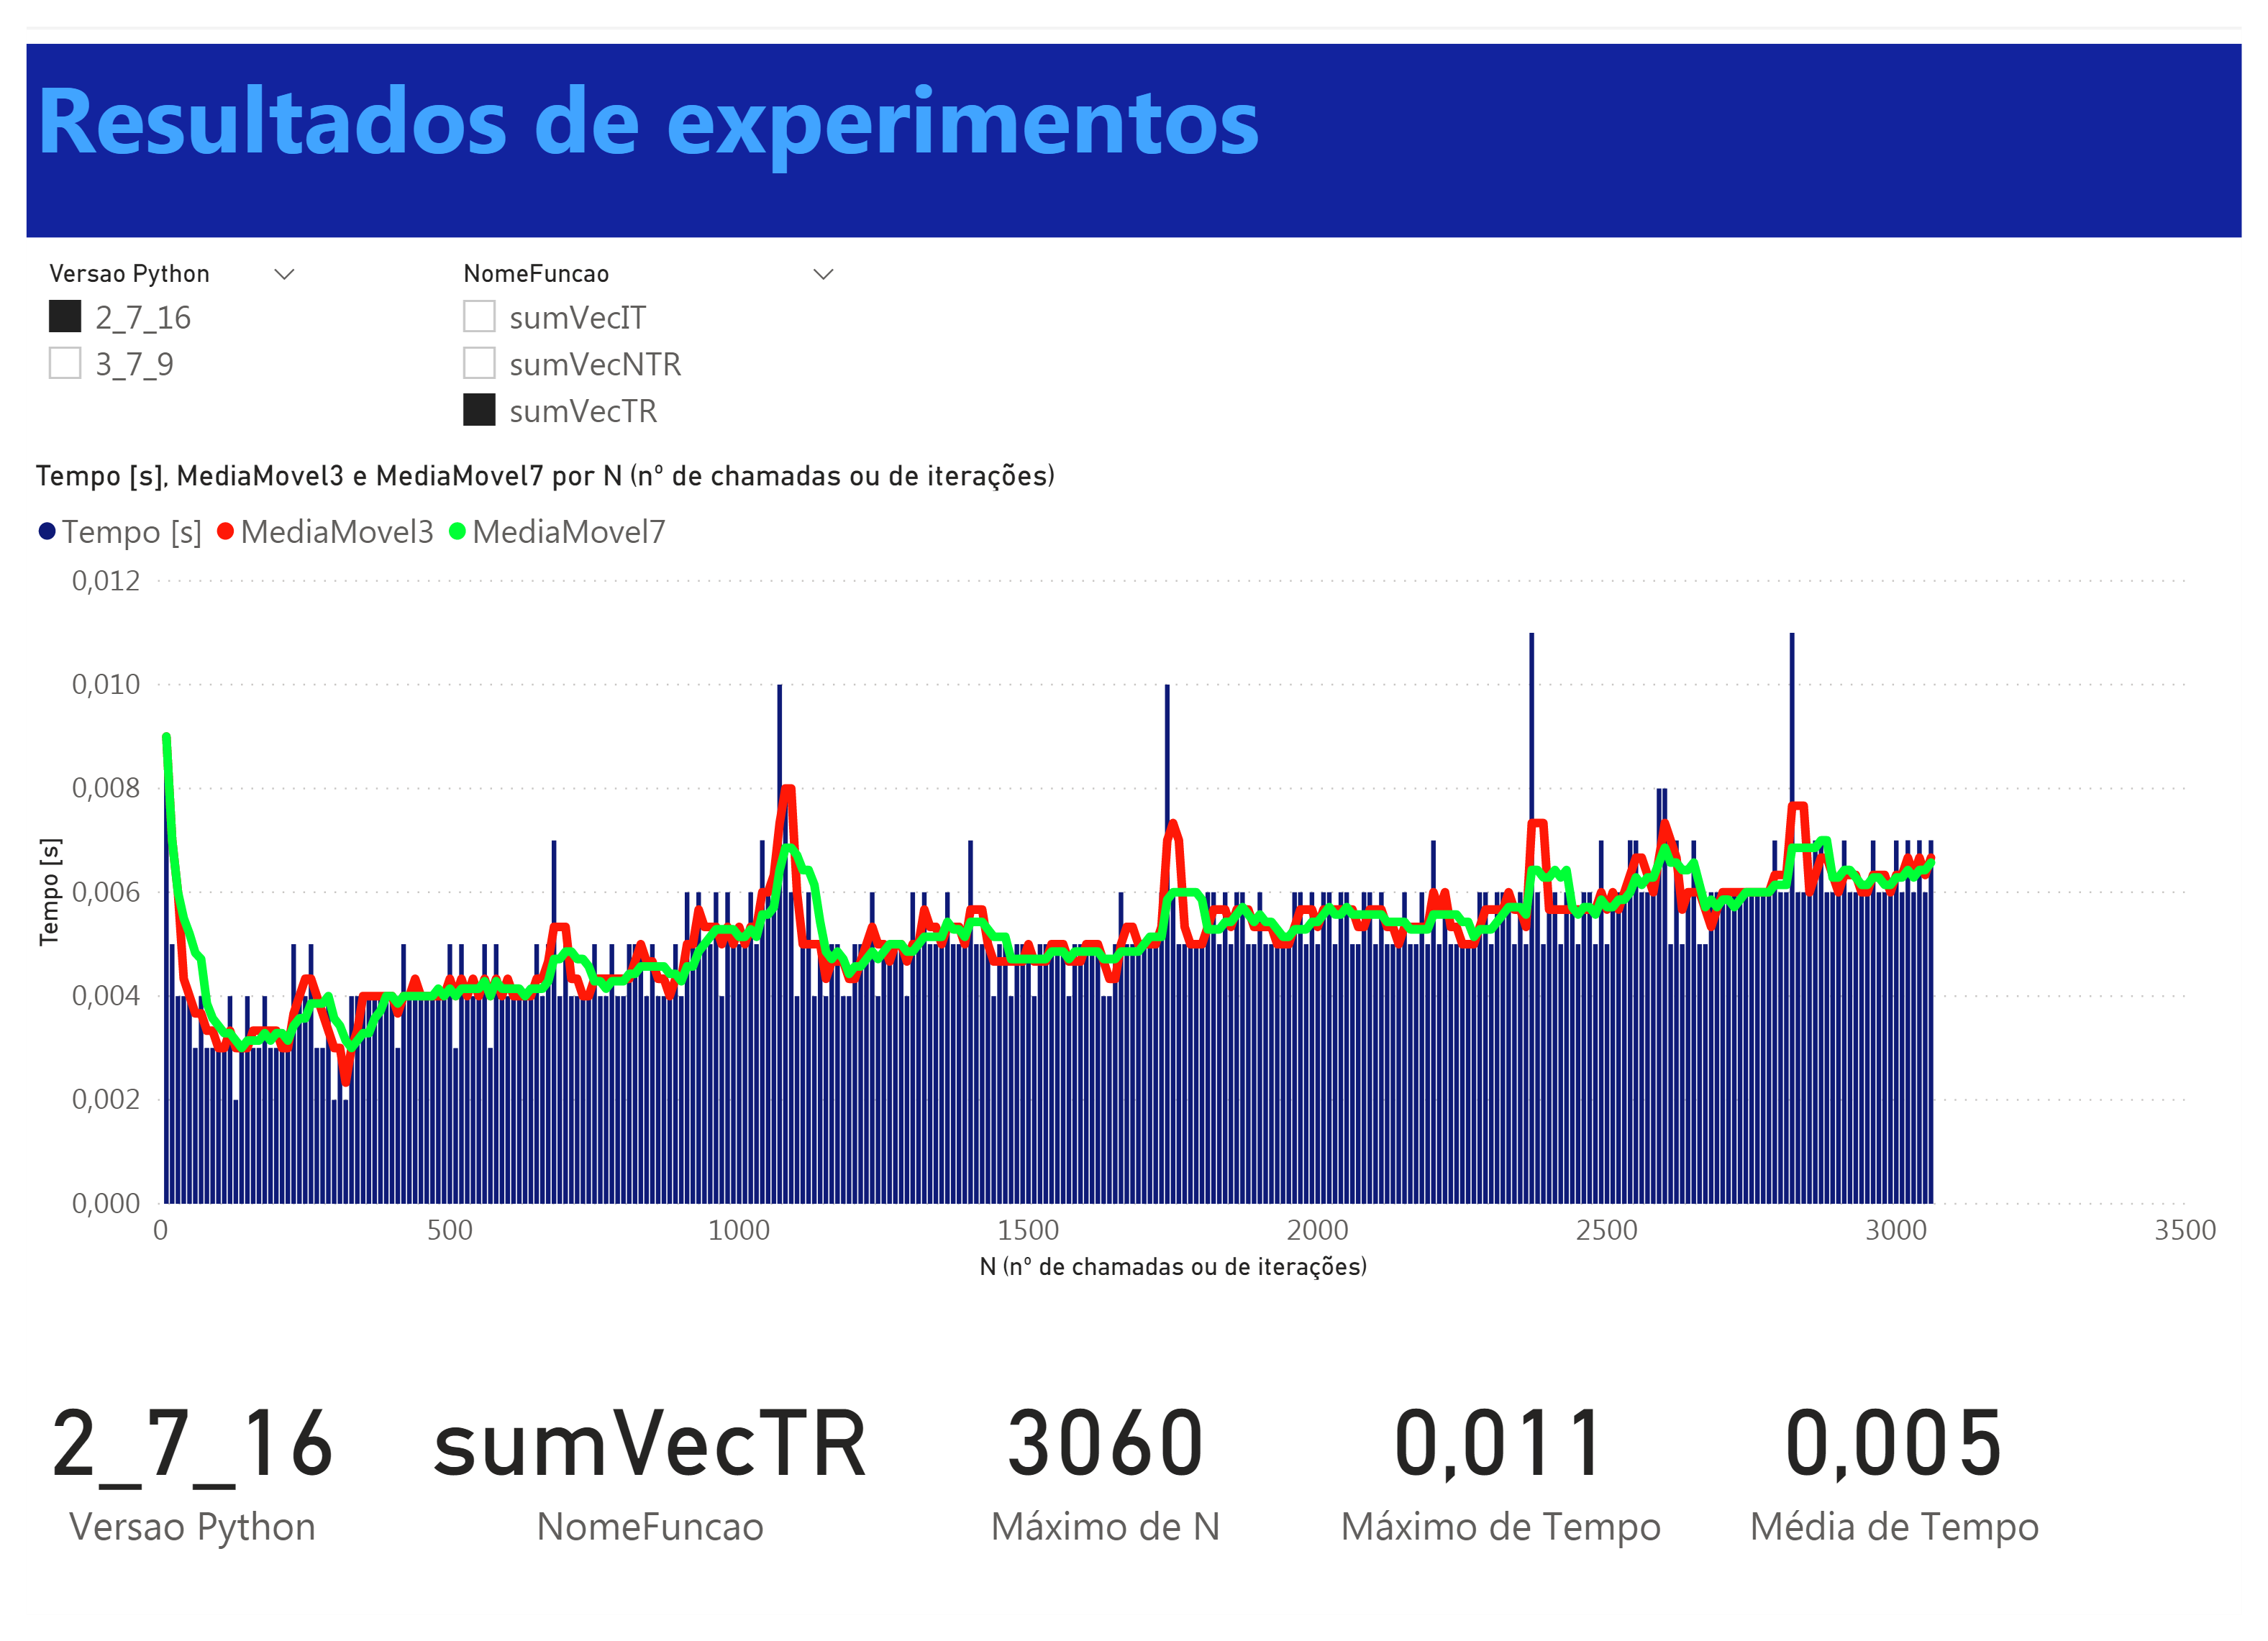 Resultados de experimentos
Versao Python
2_7_16
3_7_9
NomeFuncao
sumVecIT
sumVecNTR
sumVecTR
Tempo [s], MediaMovel3 e MediaMovel7 por N (nº de chamadas ou de iterações)
Tempo [s] MediaMovel3 MediaMovel7
0,012
0,010
0,008
0,006
0,004
0,002
0,000
Tempo [s]
0 500 1000 1500 2000 2500 3000 3500
N (nº de chamadas ou de iterações)
2_7_16
Versao Python
sumVecTR
NomeFuncao
3060
Máximo de N
0,011
Máximo de Tempo
0,005
Média de Tempo